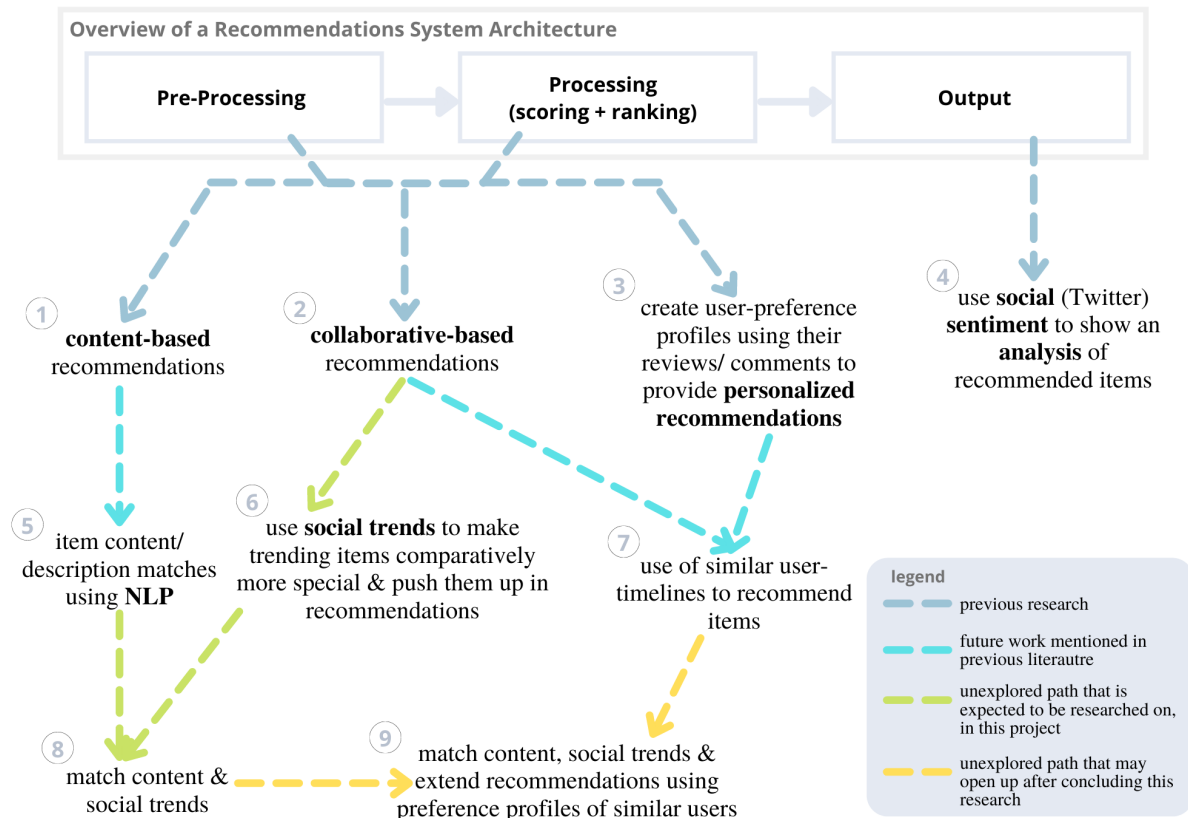 Overview of a Recommendations System Architecture
Pre-Processing
Processing
(scoring + ranking)
Output
1
content-based
recommendations
2
collaborative-based
recommendations
3
create user-preference
profiles using their
reviews/ comments to
provide personalized
recommendations
4
use social (Twitter)
sentiment to show an
analysis of
recommended items
5
item content/
description matches
using NLP
6
use social trends to make
trending items comparatively
more special & push them up in
recommendations
7
use of similar user-
timelines to recommend
items
8
match content &
social trends
9
match content, social trends &
extend recommendations using
preference profiles of similar users
legend
previous research
future work mentioned in
previous literautre
unexplored path that is
expected to be researched on,
in this project
unexplored path that may
open up after concluding this
research